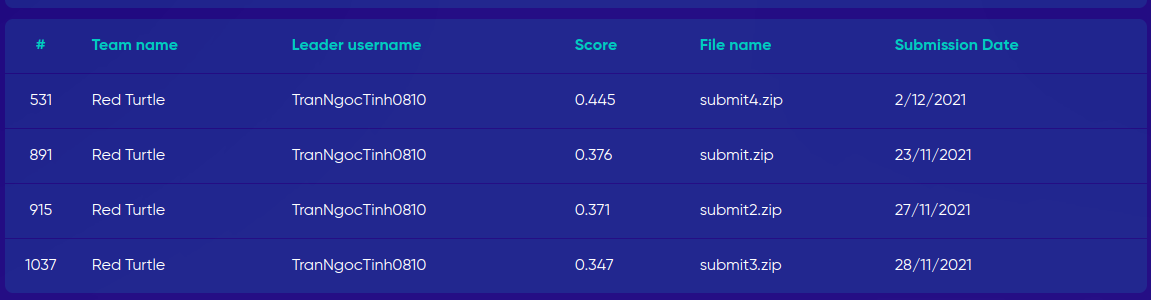 # Team name Leader username Score File name Submission Date
531 Red Turtle TranNgocTinh0810 0.445 submit4.zip 2/12/2021
891 Red Turtle TranNgocTinh0810 0.376 submit.zip 23/11/2021
915 Red Turtle TranNgocTinh0810 0.371 submit2.zip 27/11/2021
1037 Red Turtle TranNgocTinh0810 0.347 submit3.zip 28/11/2021